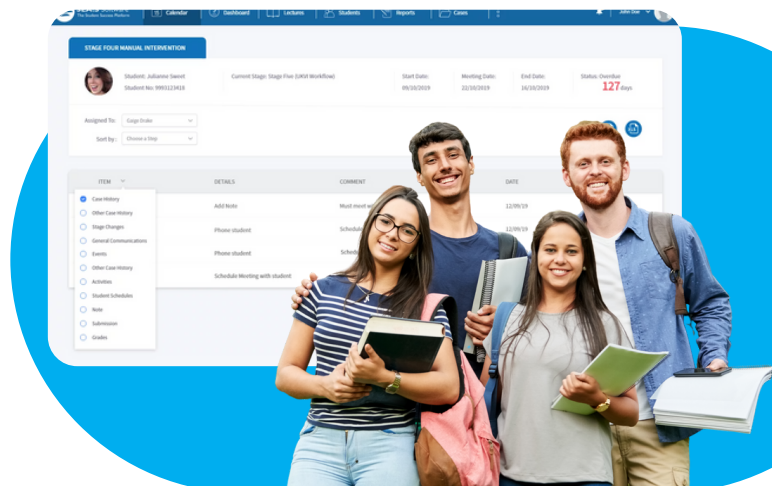 The Student Success Platform
Calendar
Dashboard
Lectures
Students
Reports
Cases
John Doe
STAGE FOUR MANUAL INTERVENTION
Student: Julianne Sweet
Student No: 9993123418
Current Stage: Stage Five (UKVI Workflow)
Start Date:
09/10/2019
Meeting Date:
22/10/2019
End Date:
16/10/2019
Status: Overdue
127 days
Assigned To:
Gaige Drake
Sort by:
Choose a Step
ITEM
DETAILS
COMMENT
DATE
Case History
Other Case History
Stage Changes
General Communications
Events
Other Case History
Activities
Student Schedules
Note
Submission
Grades
Add Note
Must meet
12/09/19
Phone student
12/09/19
Phone student
Schedule Meeting with student